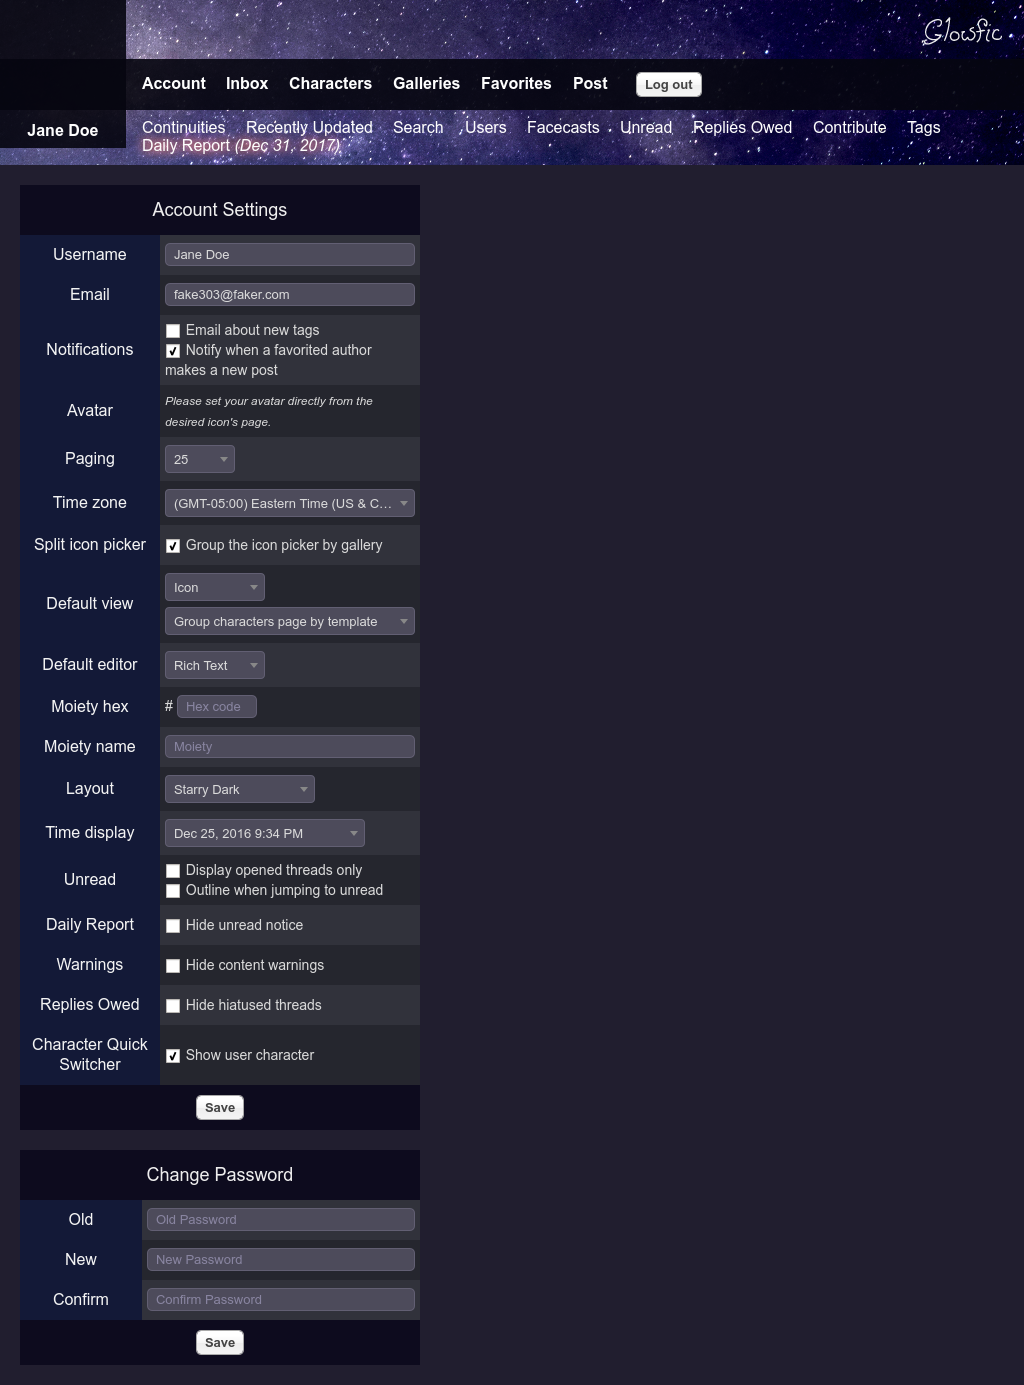 Glowfic
Account Inbox Characters Galleries Favorites Post Log out
Jane Doe
Continuities Recently Updated Search Users Facecasts Unread Replies Owed Contribute Tags
Daily Report (Dec 31, 2017)
Account Settings
Username Jane Doe
Email fake303@faker.com
Notifications
Email about new tags
Notify when a favorited author
makes a new post
Avatar
Please set your avatar directly from the
desired icon's page.
Paging 25
Time zone (GMT-05:00) Eastern Time (US & C...
Split icon picker Group the icon picker by gallery
Default view
Icon
Group characters page by template
Default editor Rich Text
Moiety hex # Hex code
Moiety name Moiety
Layout Starry Dark
Time display Dec 25, 2016 9:34 PM
Unread
Display opened threads only
Outline when jumping to unread
Daily Report Hide unread notice
Warnings Hide content warnings
Replies Owed Hide hiatused threads
Character Quick
Switcher
Show user character
Save
Change Password
Old Old Password
New New Password
Confirm Confirm Password
Save